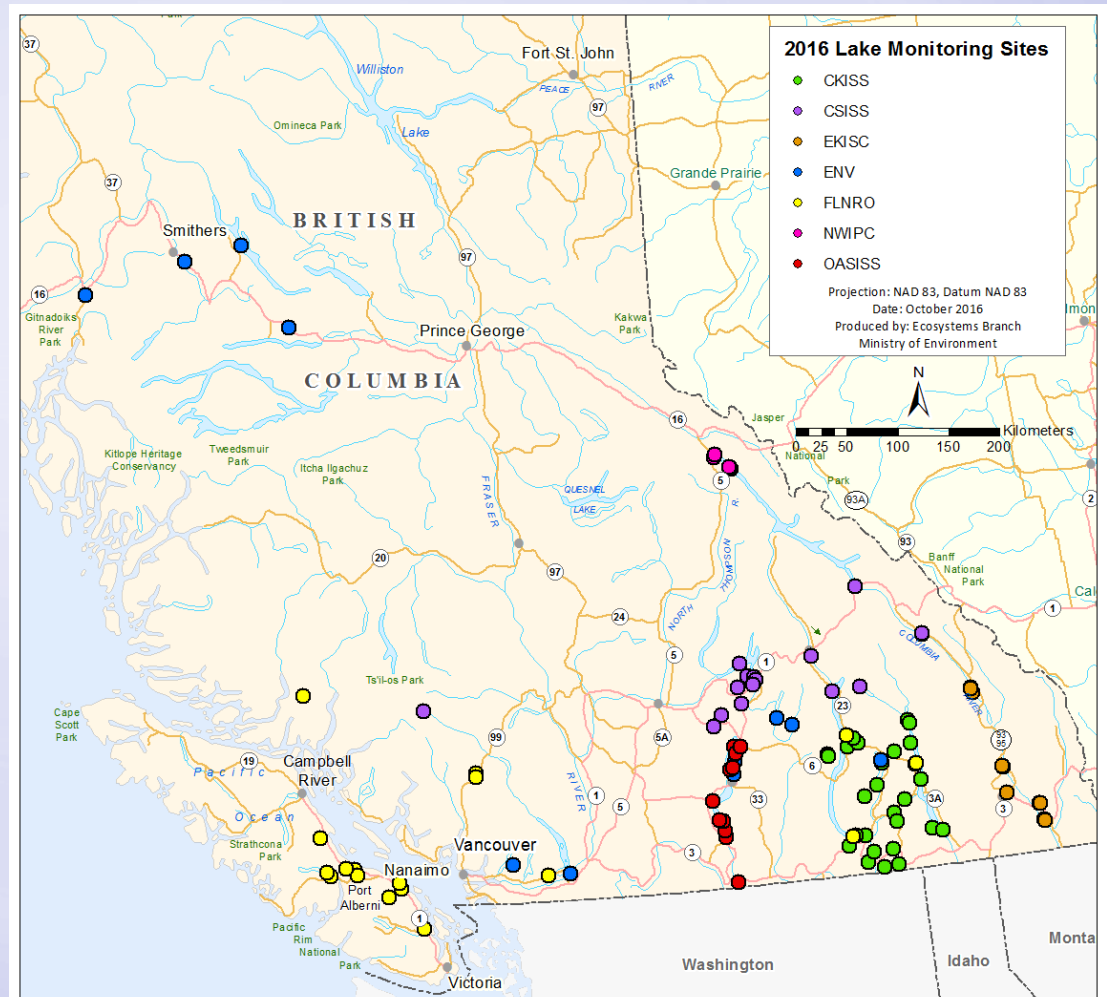 Park
37
Fort St. John
Williston
PEACE
RIVER
97
Lake
Omineca Park
37
Grande Prairie
BRITISH
Smithers
97
16
Gitnadoiks
River
Park
Kakwa
Park
Prince George
COLUMBIA
16
Jasper
National
Park
Kitlope Heritage
Conservancy
Tweedsmuir
Park
Itcha Ilgachuz
Park
FRASER
QUESNEL
LAKE
5
R.
THOMPSON
NORTH
93A
2
93
Banff
National
Park
20
97
24
1
5
1
COLUMBIA
RIVER
Ts'il-os Park
Cape
Scott
Park
99
5A
23
93
95
19
Campbell
River
Pacific
Ocean
RIVER
1
5
33
6
3A
3
3
Strathcona
Park
Vancouver
Nanaimo
Port
Alberni
1
Pacific
Rim
National
Park
Victoria
Washington
Idaho
Monta
2016 Lake Monitoring Sites
CKISS
CSISS
EKISC
ENV
FLNRO
NWIPC
OASISS
Projection: NAD 83, Datum NAD 83
Date: October 2016
Produced by: Ecosystems Branch
Ministry of Environment
N
Kilometers
0 25 50 100 150 200